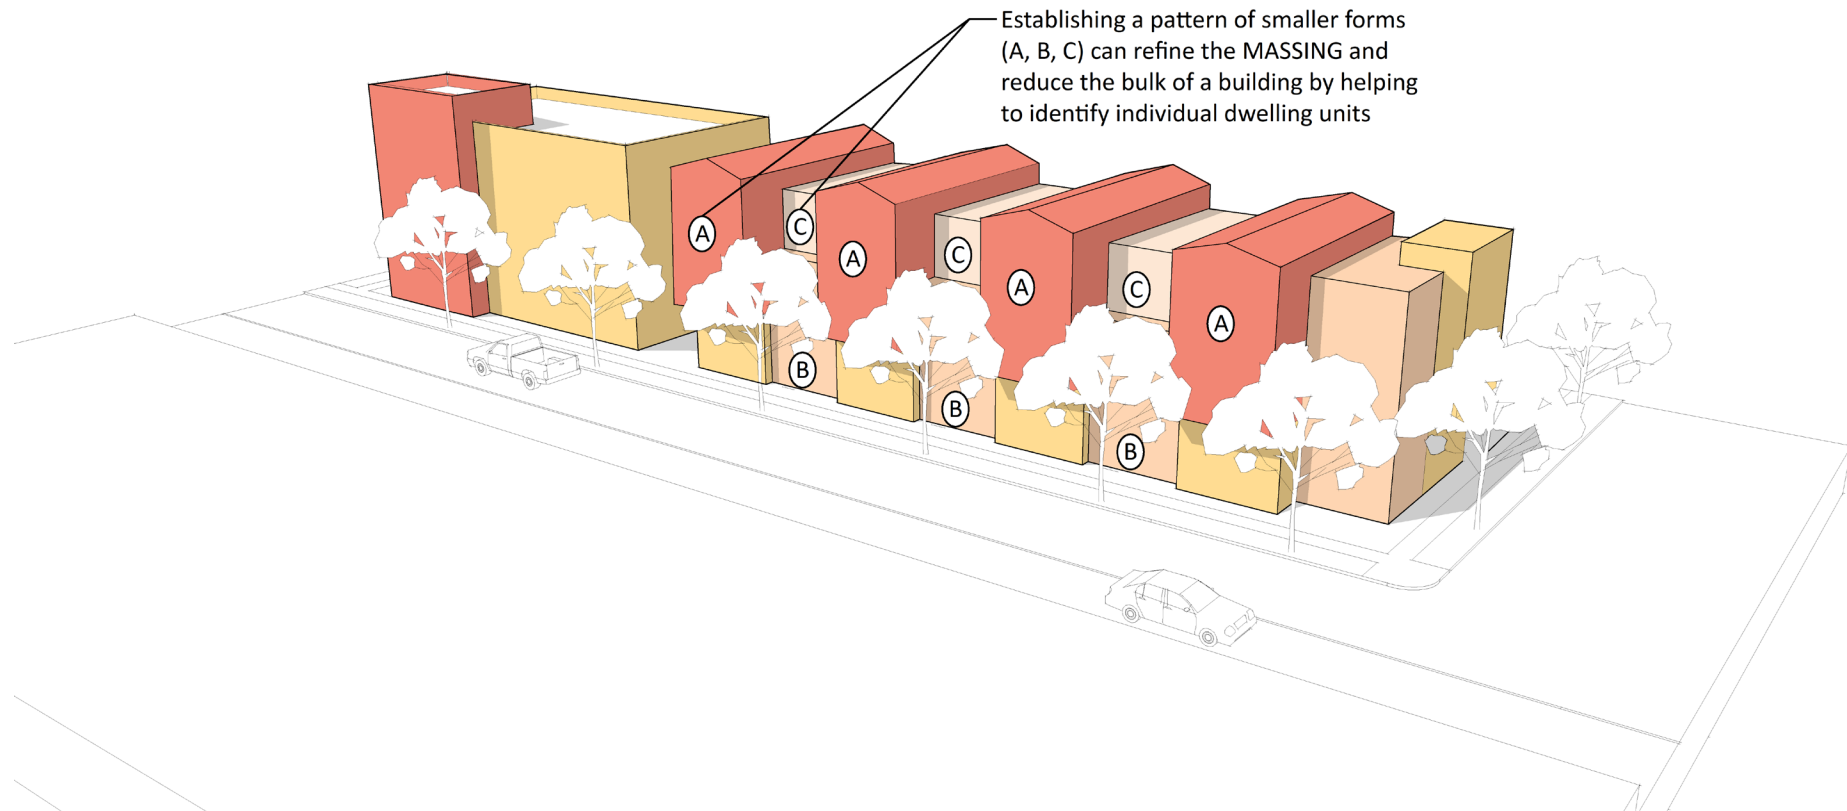 Establishing a pattern of smaller forms
(A, B, C) can refine the MASSING and
reduce the bulk of a building by helping
to identify individual dwelling units
A
C
A
C
A
C
A
B
B
B